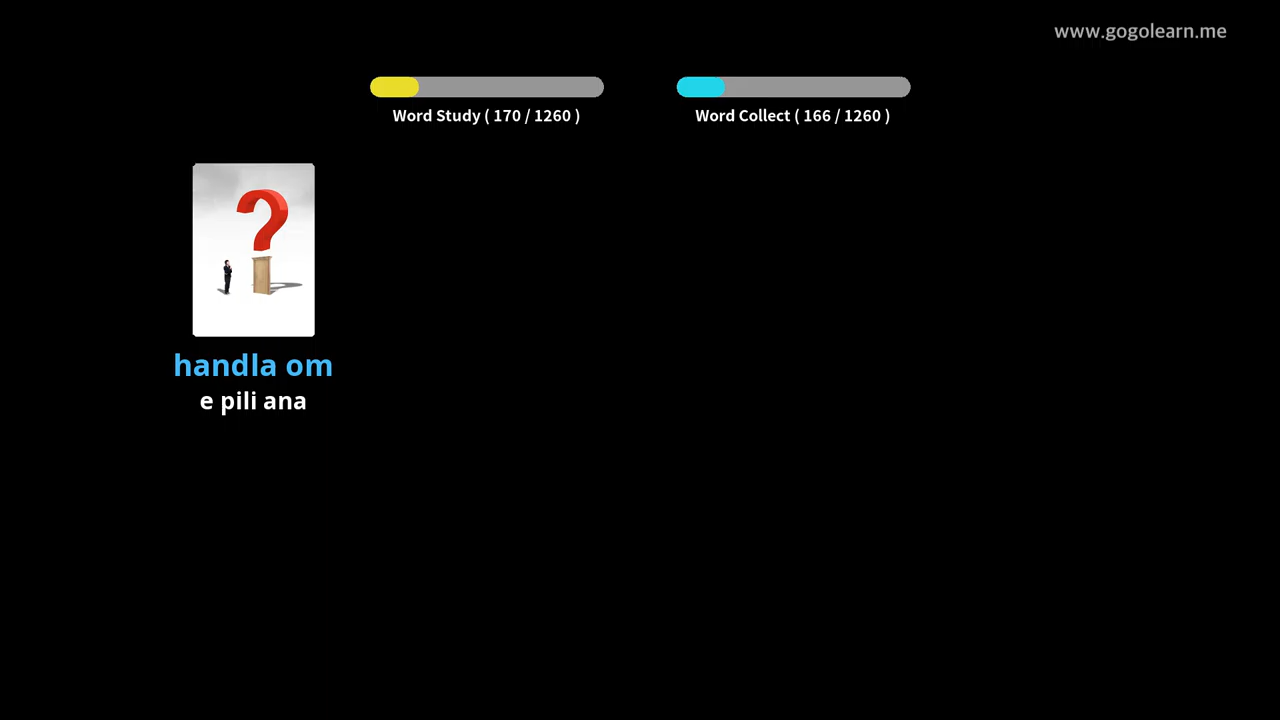 www.gogolearn.me
Word Study ( 170 / 1260 )
Word Collect ( 166 / 1260 )
handla om
e pili ana